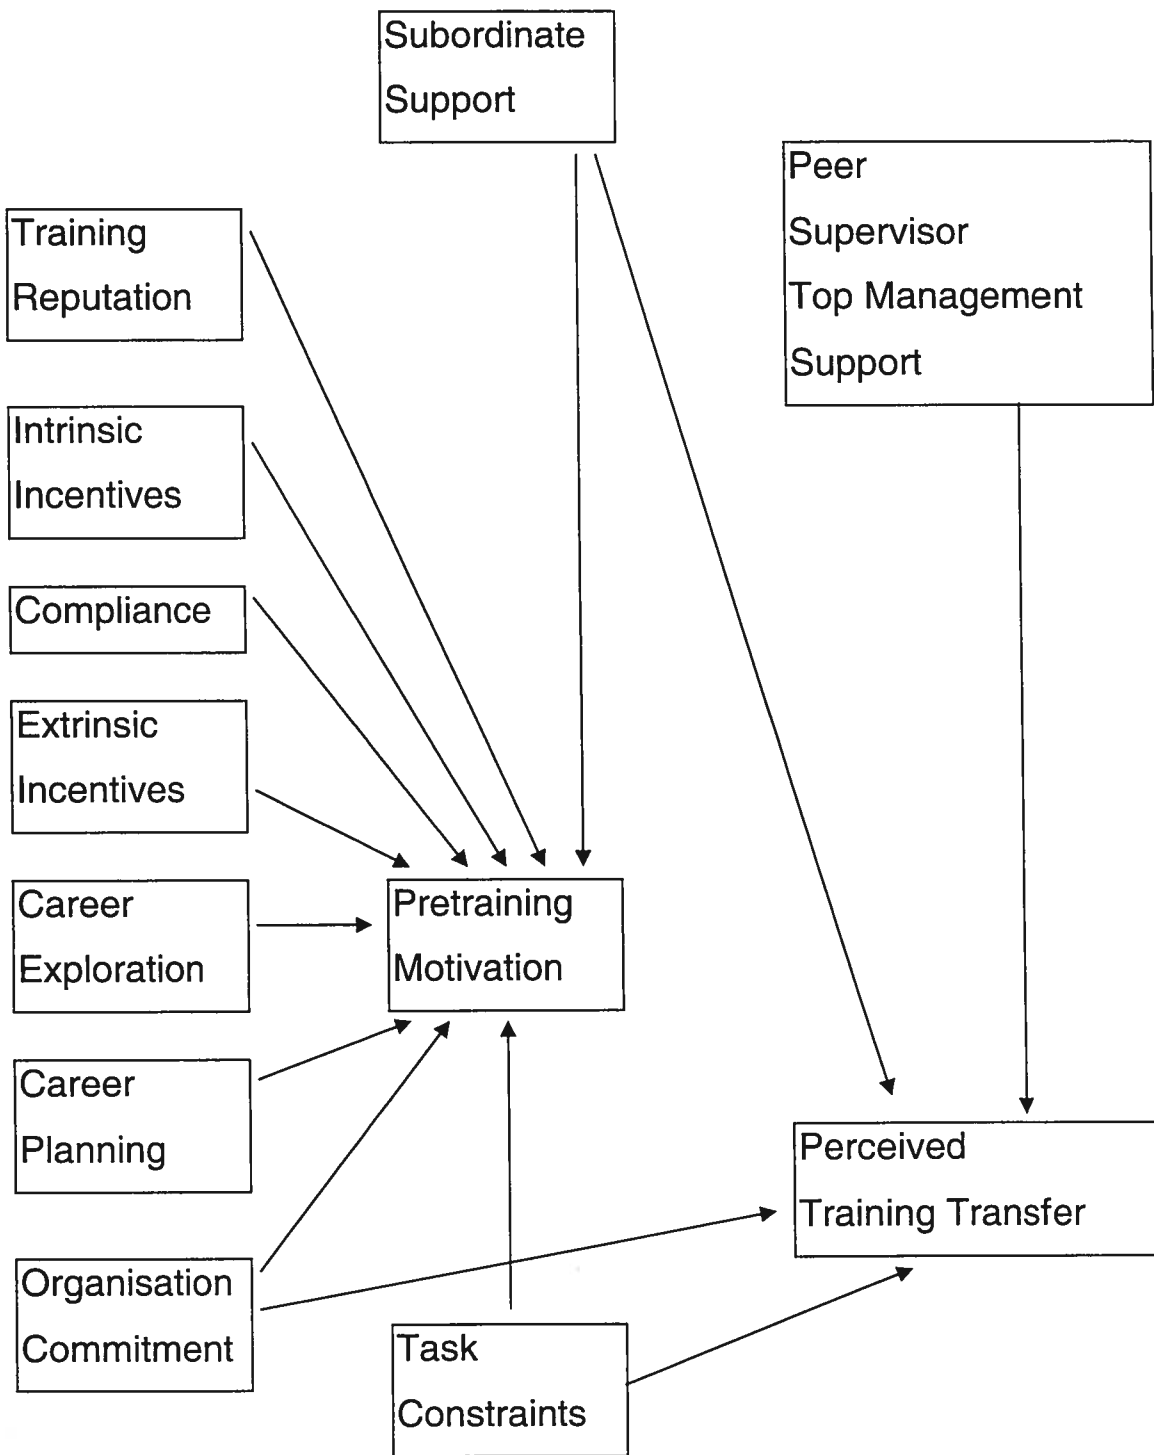 Subordinate
Support
Peer
Supervisor
Top Management
Support
Training
Reputation
Intrinsic
Incentives
Compliance
Extrinsic
Incentives
Career
Exploration
Pretraining
Motivation
Career
Planning
Perceived
Training Transfer
Organisation
Commitment
Task
Constraints